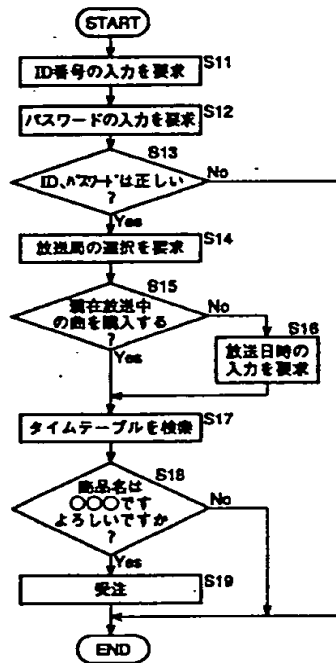 START
ID番号の入力を要求
S11
パスワードの入力を要求
S12
S13
ID、パスワードは正しい
?
No
Yes
放送局の選択を要求
S14
S15
現在放送中
の曲を購入する
?
No
Yes
S16
放送日時の
入力を要求
タイムテーブルを検索
S17
S18
商品名は
○○○です
よろしいですか
?
No
Yes
受注
S19
END